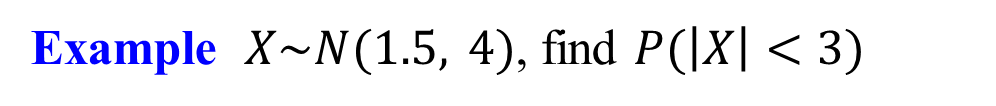 Example X~N(1.5, 4), find P(|X| < 3)